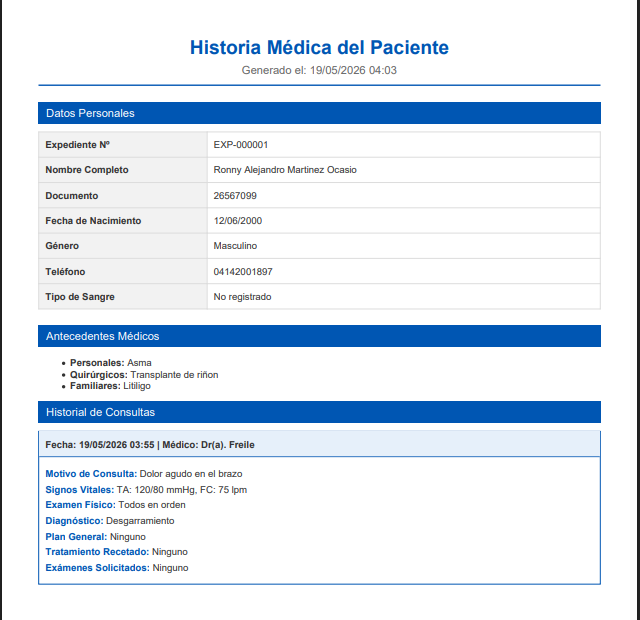 Historia Médica del Paciente
Generado el: 19/05/2026 04:03
Datos Personales
Expediente Nº EXP-000001
Nombre Completo Ronny Alejandro Martinez Ocasio
Documento 26567099
Fecha de Nacimiento 12/06/2000
Género Masculino
Teléfono 04142001897
Tipo de Sangre No registrado
Antecedentes Médicos
• Personales: Asma
• Quirúrgicos: Transplante de riñon
• Familiares: Litiligo
Historial de Consultas
Fecha: 19/05/2026 03:55 | Médico: Dr(a). Freile
Motivo de Consulta: Dolor agudo en el brazo
Signos Vitales: TA: 120/80 mmHg, FC: 75 lpm
Examen Físico: Todos en orden
Diagnóstico: Desgarramiento
Plan General: Ninguno
Tratamiento Recetado: Ninguno
Exámenes Solicitados: Ninguno